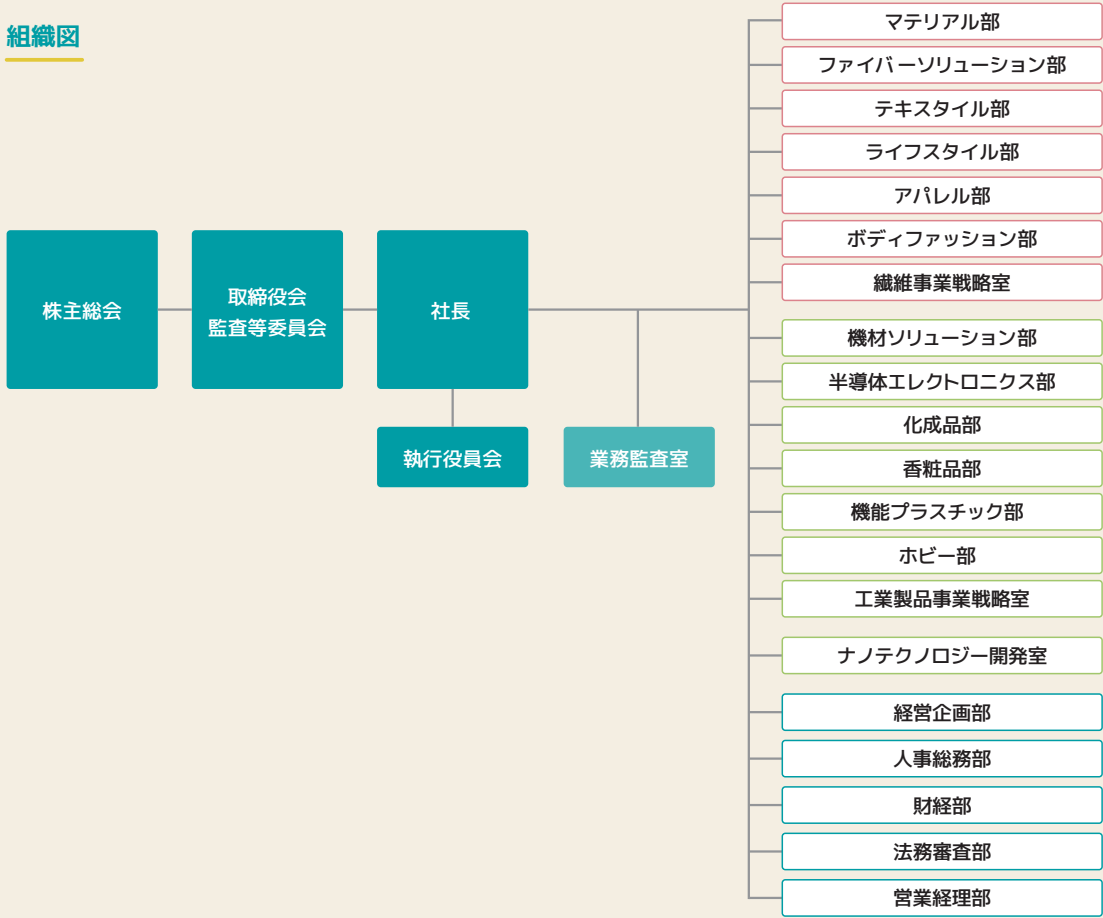 組織図
株主総会
取締役会
監査等委員会
社長
執行役員会
業務監査室
マテリアル部
ファイバーソリューション部
テキスタイル部
ライフスタイル部
アパレル部
ボディファッション部
繊維事業戦略室
機材ソリューション部
半導体エレクトロニクス部
化成品部
香粧品部
機能プラスチック部
ホビー部
工業製品事業戦略室
ナノテクノロジー開発室
経営企画部
人事総務部
財経部
法務審査部
営業経理部